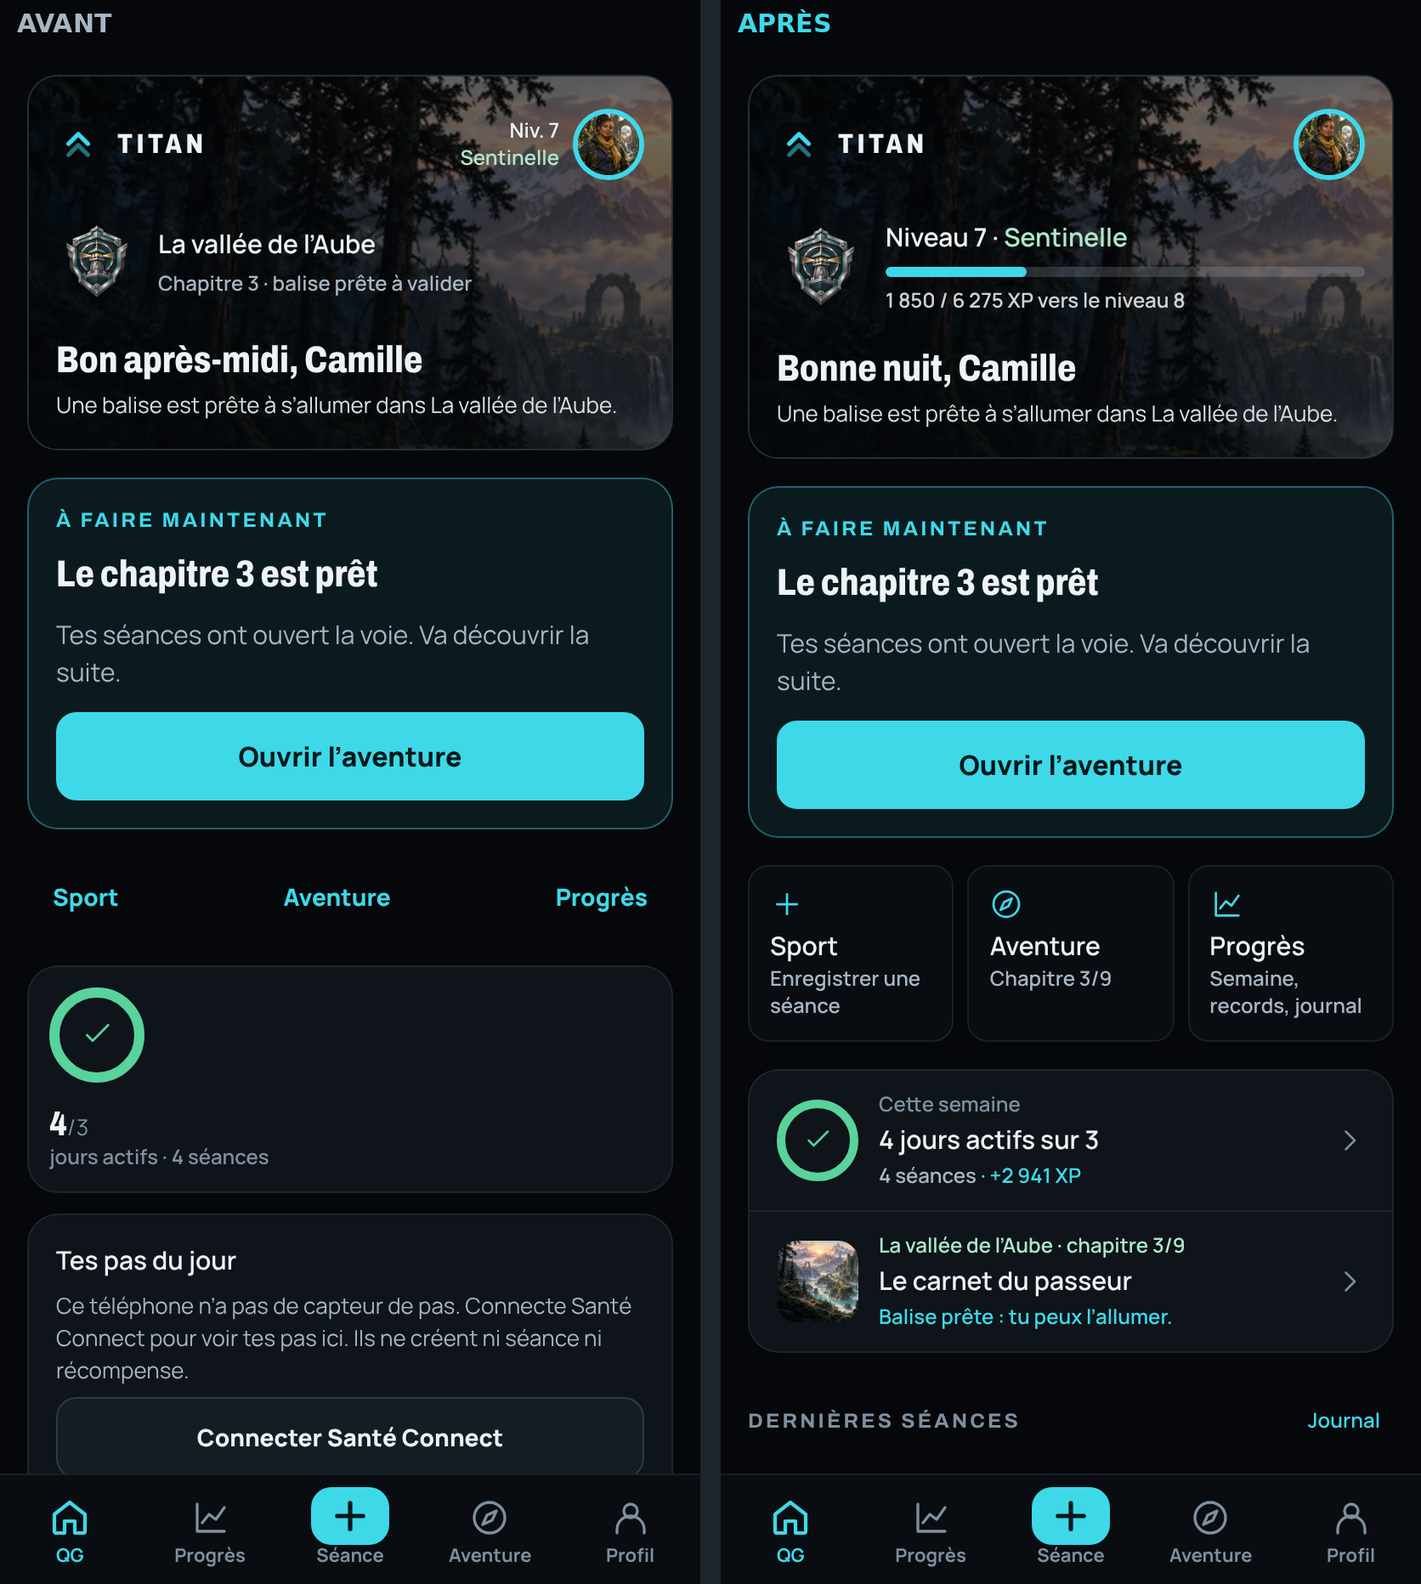 AVANT
TITAN
Niv. 7
Sentinelle
La vallée de l’Aube
Chapitre 3 · balise prête à valider
Bon après-midi, Camille
Une balise est prête à s’allumer dans La vallée de l’Aube.
À FAIRE MAINTENANT
Le chapitre 3 est prêt
Tes séances ont ouvert la voie. Va découvrir la
suite.
Ouvrir l’aventure
Sport
Aventure
Progrès
4/3
jours actifs · 4 séances
Tes pas du jour
Ce téléphone n’a pas de capteur de pas. Connecte Santé
Connect pour voir tes pas ici. Ils ne créent ni séance ni
récompense.
Connecter Santé Connect
QG
Progrès
Séance
Aventure
Profil
APRÈS
TITAN
Niveau 7 · Sentinelle
1 850 / 6 275 XP vers le niveau 8
Bonne nuit, Camille
Une balise est prête à s’allumer dans La vallée de l’Aube.
À FAIRE MAINTENANT
Le chapitre 3 est prêt
Tes séances ont ouvert la voie. Va découvrir la
suite.
Ouvrir l’aventure
Sport
Enregistrer une
séance
Aventure
Chapitre 3/9
Progrès
Semaine,
records, journal
Cette semaine
4 jours actifs sur 3
4 séances · +2 941 XP
La vallée de l’Aube · chapitre 3/9
Le carnet du passeur
Balise prête : tu peux l’allumer.
DERNIÈRES SÉANCES
Journal
QG
Progrès
Séance
Aventure
Profil